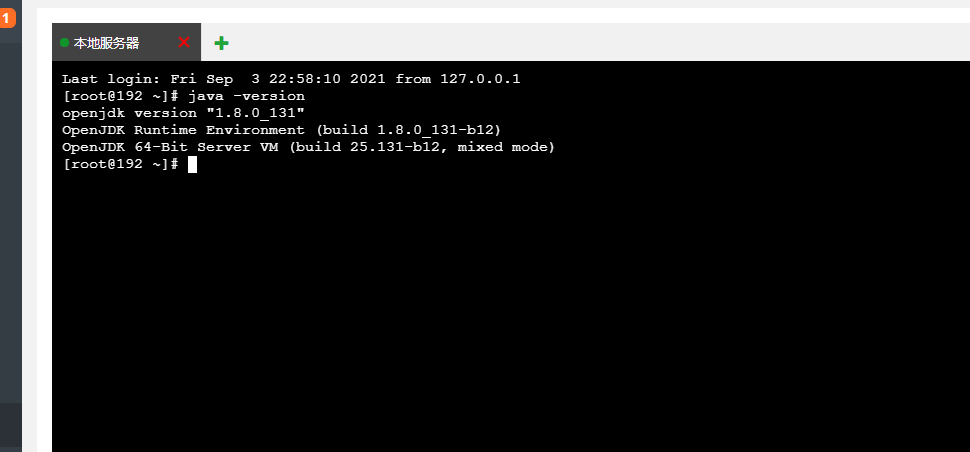 1
本地服务器
Last login: Fri Sep  3 22:58:10 2021 from 127.0.0.1
[root@192 ~]# java -version
openjdk version "1.8.0_131"
OpenJDK Runtime Environment (build 1.8.0_131-b12)
OpenJDK 64-Bit Server VM (build 25.131-b12, mixed mode)
[root@192 ~]#